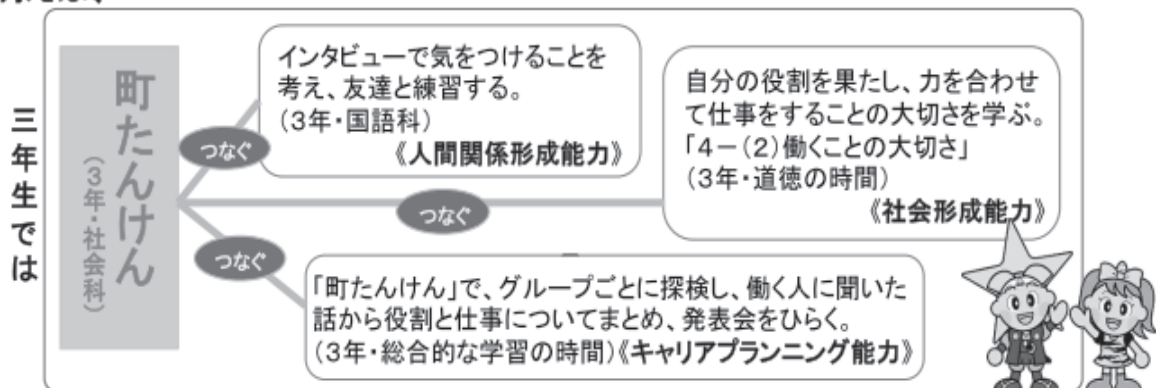 三年生では
町たんけん
（3年・社会科）
つなぐ
インタビューで気をつけることを
考え、友達と練習する。
（3年・国語科）
《人間関係形成能力》
つなぐ
自分の役割を果たし、力を合わせ
て仕事をすることの大切さを学ぶ。
「4－（2）働くことの大切さ」
（3年・道徳の時間）
《社会形成能力》
つなぐ
「町たんけん」で、グループごとに探検し、働く人に聞いた
話から役割と仕事についてまとめ、発表会をひらく。
（3年・総合的な学習の時間）《キャリアプランニング能力》